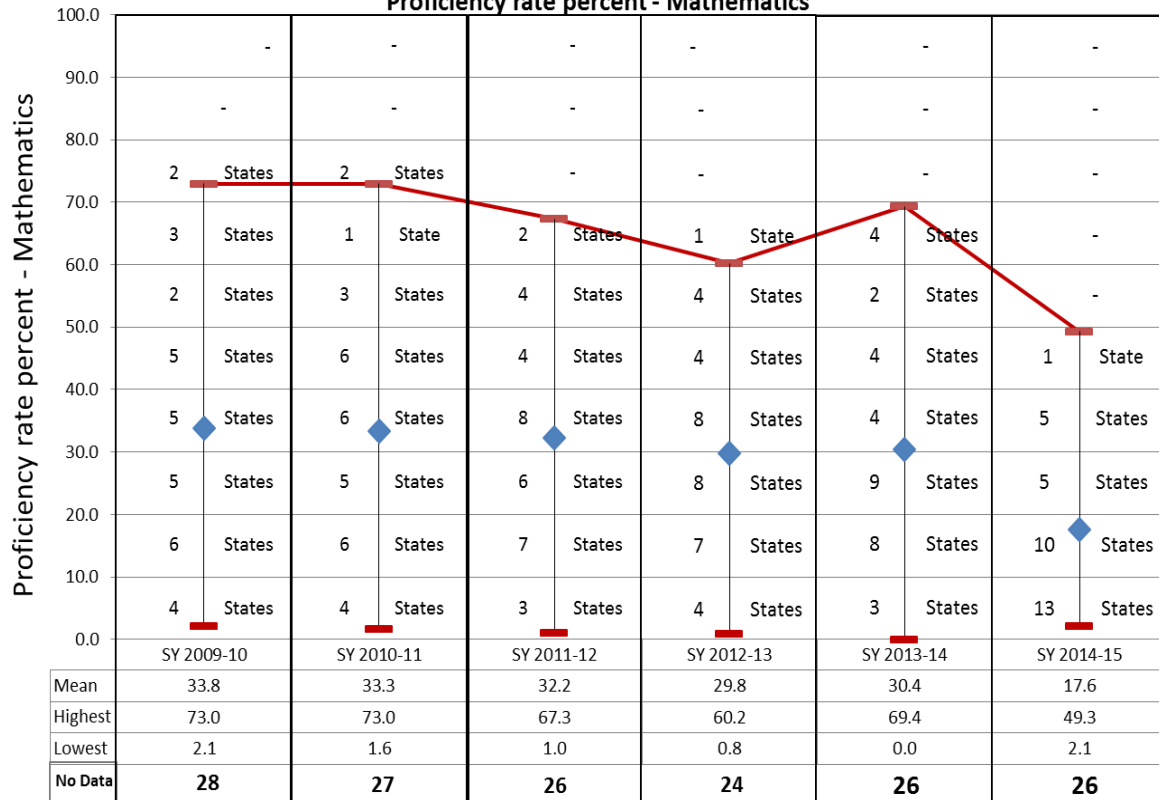 Proficiency rate percent - Mathematics
Proficiency rate percent - Mathematics
100.0 - - - - - -
90.0
- - - - - -
80.0
2 States 2 States - - - -
70.0
3 States 1 State 2 States 1 State 4 States -
60.0
2 States 3 States 4 States 4 States 2 States -
50.0
5 States 6 States 4 States 4 States 4 States 1 State
40.0
5 States 6 States 8 States 8 States 4 States 5 States
30.0
5 States 5 States 6 States 8 States 9 States 5 States
20.0
6 States 6 States 7 States 7 States 8 States 10 States
10.0
4 States 4 States 3 States 4 States 3 States 13 States
0.0
SY 2009-10 SY 2010-11 SY 2011-12 SY 2012-13 SY 2013-14 SY 2014-15
Mean 33.8 33.3 32.2 29.8 30.4 17.6
Highest 73.0 73.0 67.3 60.2 69.4 49.3
Lowest 2.1 1.6 1.0 0.8 0.0 2.1
No Data 28 27 26 24 26 26